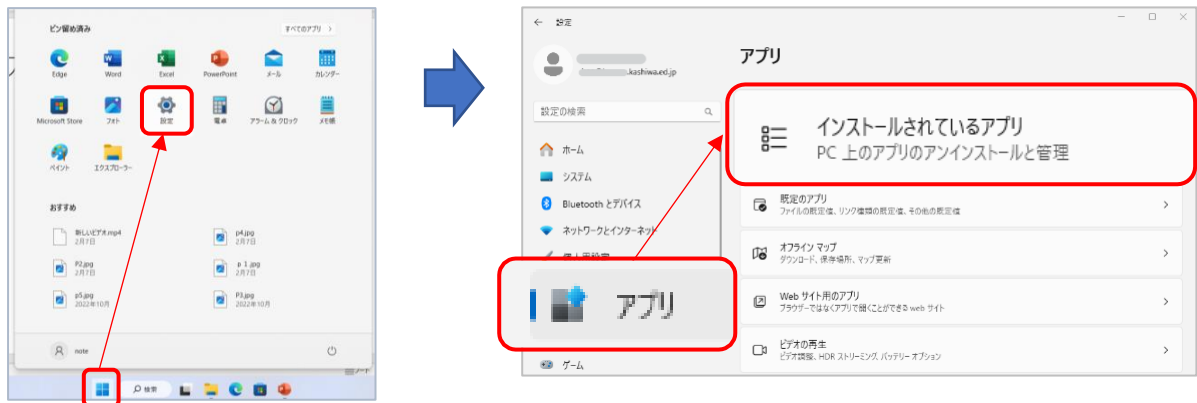 ピン留め済み
すべてのアプリ >
Edge
Word
Excel
PowerPoint
メール
カレンダー
Microsoft Store
フォト
設定
電卓
アラーム & クロック
メモ帳
ペイント
エクスプローラー
おすすめ
新しいビデオ.mp4
2月7日
p4.jpg
2月7日
P2.jpg
2月7日
p 1.jpg
2月7日
p5.jpg
2022年10月
P3.jpg
2022年10月
note
検索
ノート
← 設定
.kashiwa.ed.jp
設定の検索
ホーム
システム
Bluetooth とデバイス
ネットワークとインターネット
個人用設定
アプリ
ゲーム
アプリ
インストールされているアプリ
PC 上のアプリのアンインストールと管理
既定のアプリ
ファイルの既定値、リンク種類の既定値、その他の既定値
オフライン マップ
ダウンロード、保存場所、マップ更新
Web サイト用のアプリ
ブラウザーではなくアプリで開くことができる web サイト
ビデオの再生
ビデオ調整、HDR ストリーミング、バッテリー オプション